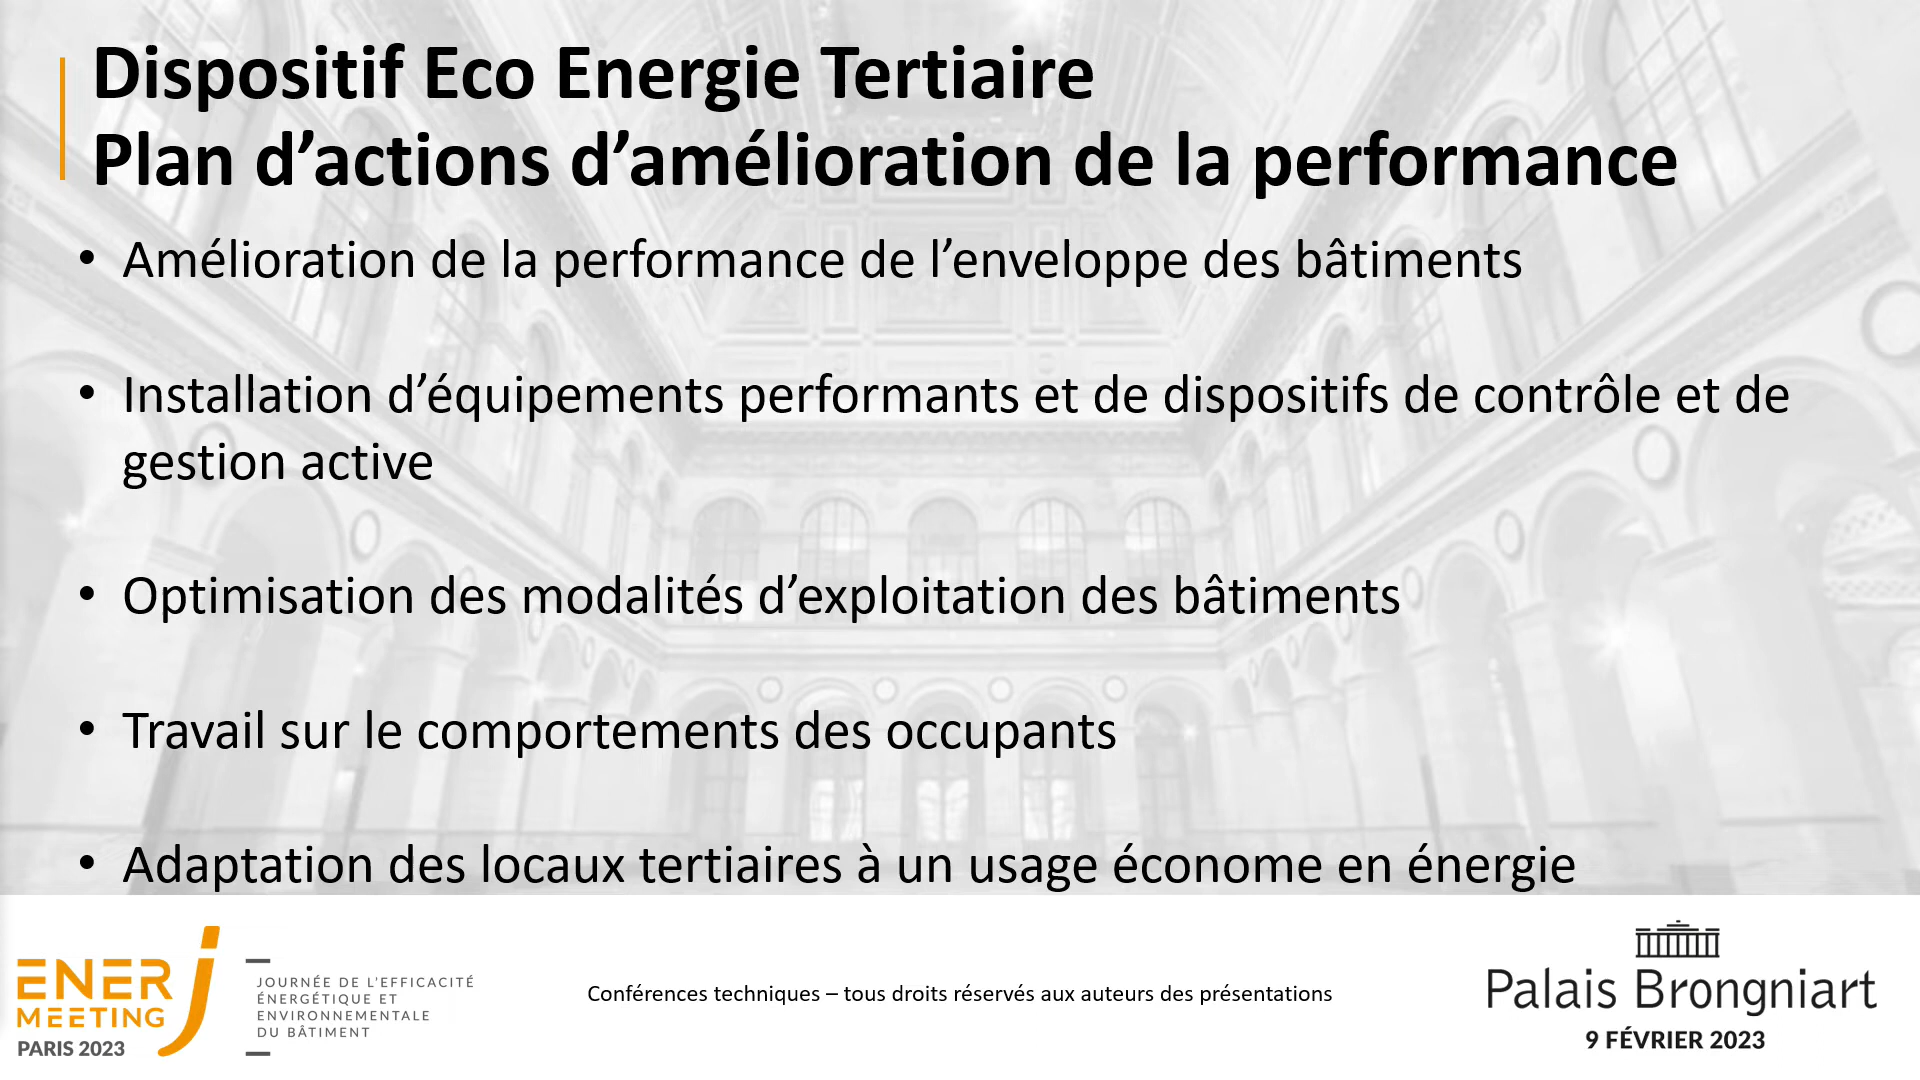 Dispositif Eco Energie Tertiaire
Plan d’actions d’amélioration de la performance
• Amélioration de la performance de l’enveloppe des bâtiments
• Installation d’équipements performants et de dispositifs de contrôle et de
gestion active
• Optimisation des modalités d’exploitation des bâtiments
• Travail sur le comportements des occupants
• Adaptation des locaux tertiaires à un usage économe en énergie
ENERJ
MEETING
PARIS 2023
JOURNÉE DE L’EFFICACITÉ
ÉNERGÉTIQUE ET
ENVIRONNEMENTALE
DU BÂTIMENT
Conférences techniques – tous droits réservés aux auteurs des présentations
Palais Brongniart
9 FÉVRIER 2023